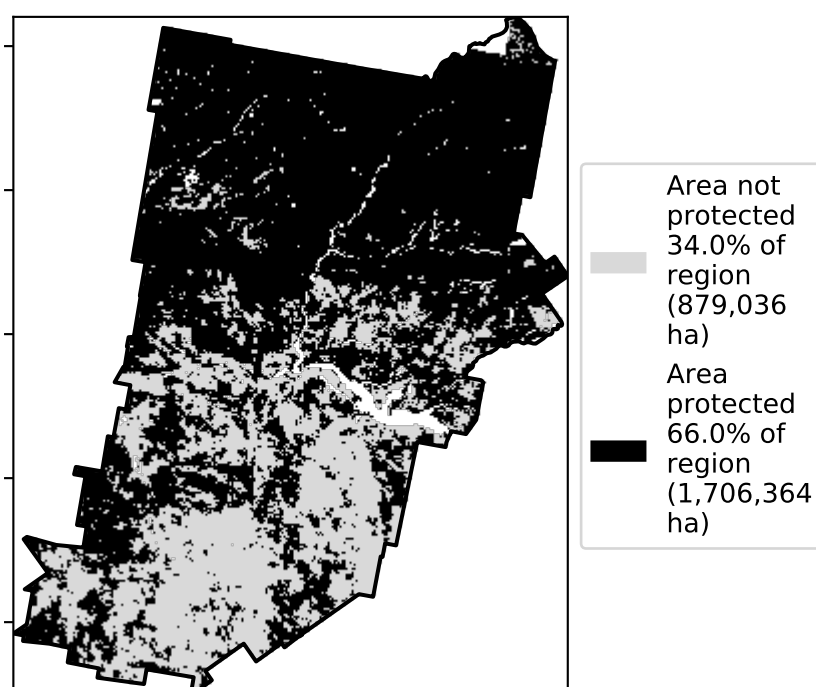 Area not
protected
34.0% of
region
(879,036
ha)
Area
protected
66.0% of
region
(1,706,364
ha)